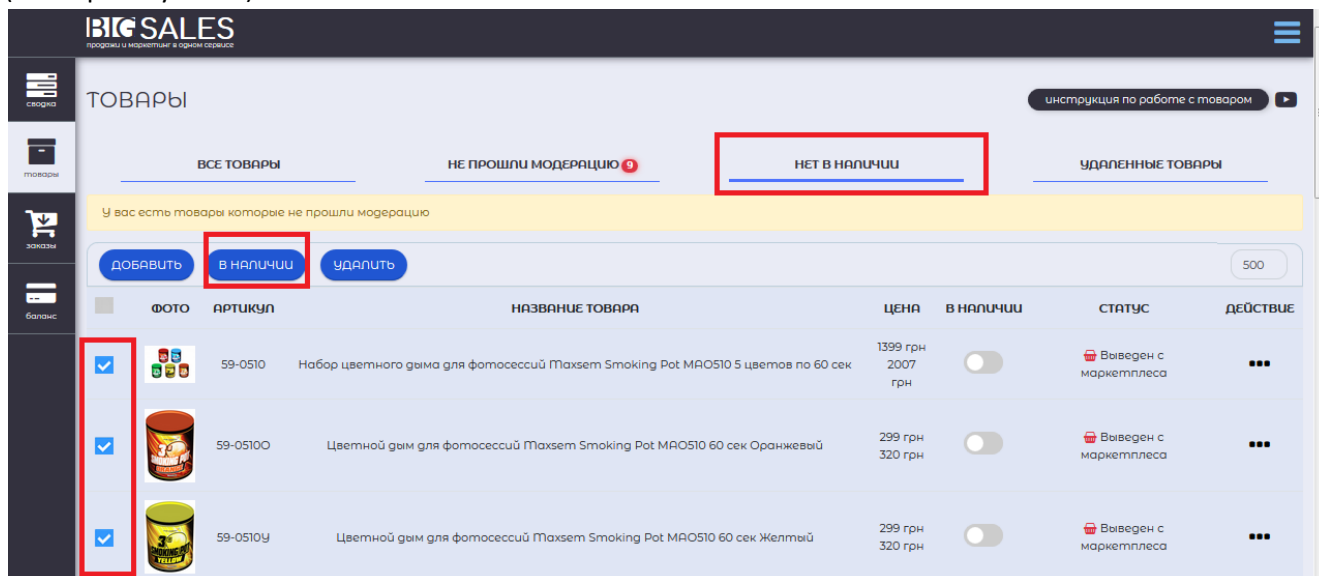 BIG SALES
продажи и маркетинг в одном сервисе
сводка
ТОВАРЫ
инструкция по работе с товаром
товары
ВСЕ ТОВАРЫ
НЕ ПРОШЛИ МОДЕРАЦИЮ 9
НЕТ В НАЛИЧИИ
УДАЛЕННЫЕ ТОВАРЫ
У вас есть товары которые не прошли модерацию
заказы
ДОБАВИТЬ
В НАЛИЧИИ
УДАЛИТЬ
500
баланс
ФОТО АРТИКУЛ НАЗВАНИЕ ТОВАРА ЦЕНА В НАЛИЧИИ СТАТУС ДЕЙСТВИЕ
59-0510 Набор цветного дыма для фотосессий Maxsem Smoking Pot MAO510 5 цветов по 60 сек
1399 грн
2007
грн
Выведен с
маркетплеса
59-0510O Цветной дым для фотосессий Maxsem Smoking Pot MAO510 60 сек Оранжевый
299 грн
320 грн
Выведен с
маркетплеса
59-0510У Цветной дым для фотосессий Maxsem Smoking Pot MAO510 60 сек Желтый
299 грн
320 грн
Выведен с
маркетплеса